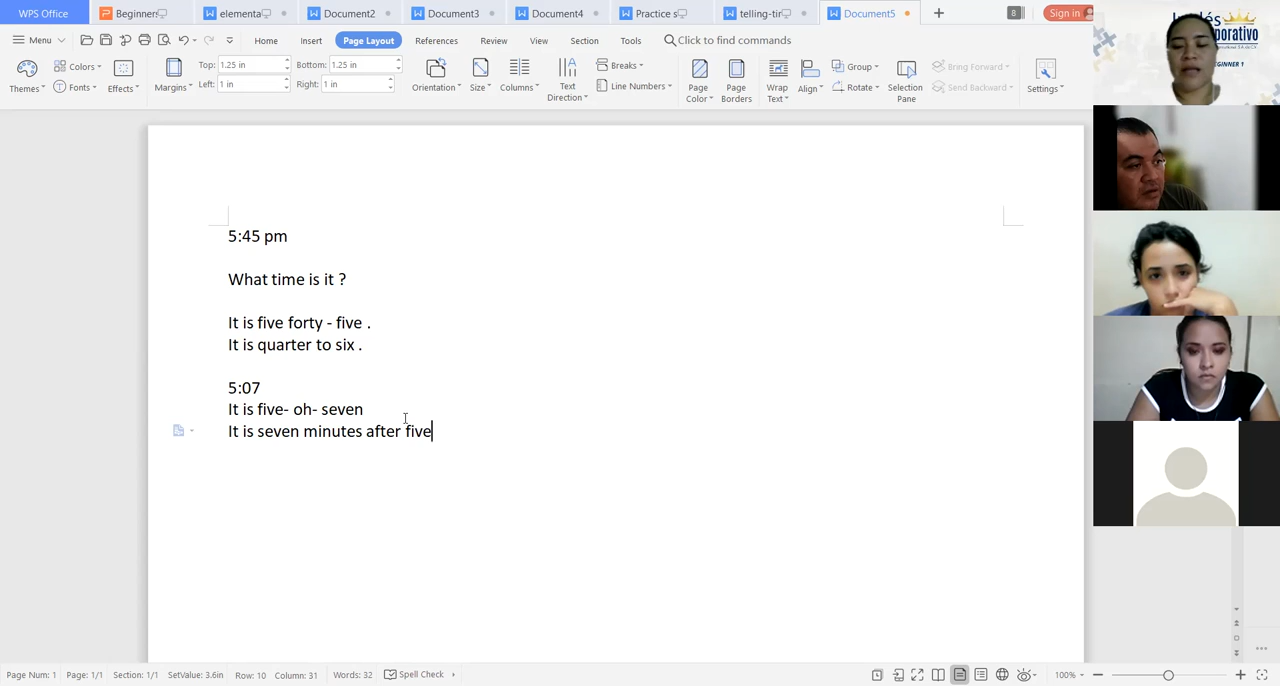 WPS Office
Beginner
elementa
Document2
Document3
Document4
Practice s
telling-tir
Document5
8
Sign in
Menu
Home
Insert
Page Layout
References
Review
View
Section
Tools
Click to find commands
Themes
Colors
Fonts
Effects
Margins
Top: 1.25 in
Bottom: 1.25 in
Left: 1 in
Right: 1 in
Orientation
Size
Columns
Text Direction
Breaks
Line Numbers
Page Color
Page Borders
Wrap Text
Align
Group
Rotate
Selection Pane
Bring Forward
Send Backward
Settings
BEGINNER 1
5:45 pm
What time is it ?
It is five forty - five .
It is quarter to six .
5:07
It is five- oh- seven
It is seven minutes after five
Page Num: 1
Page: 1/1
Section: 1/1
SetValue: 3.6in
Row: 10
Column: 31
Words: 32
Spell Check
100%